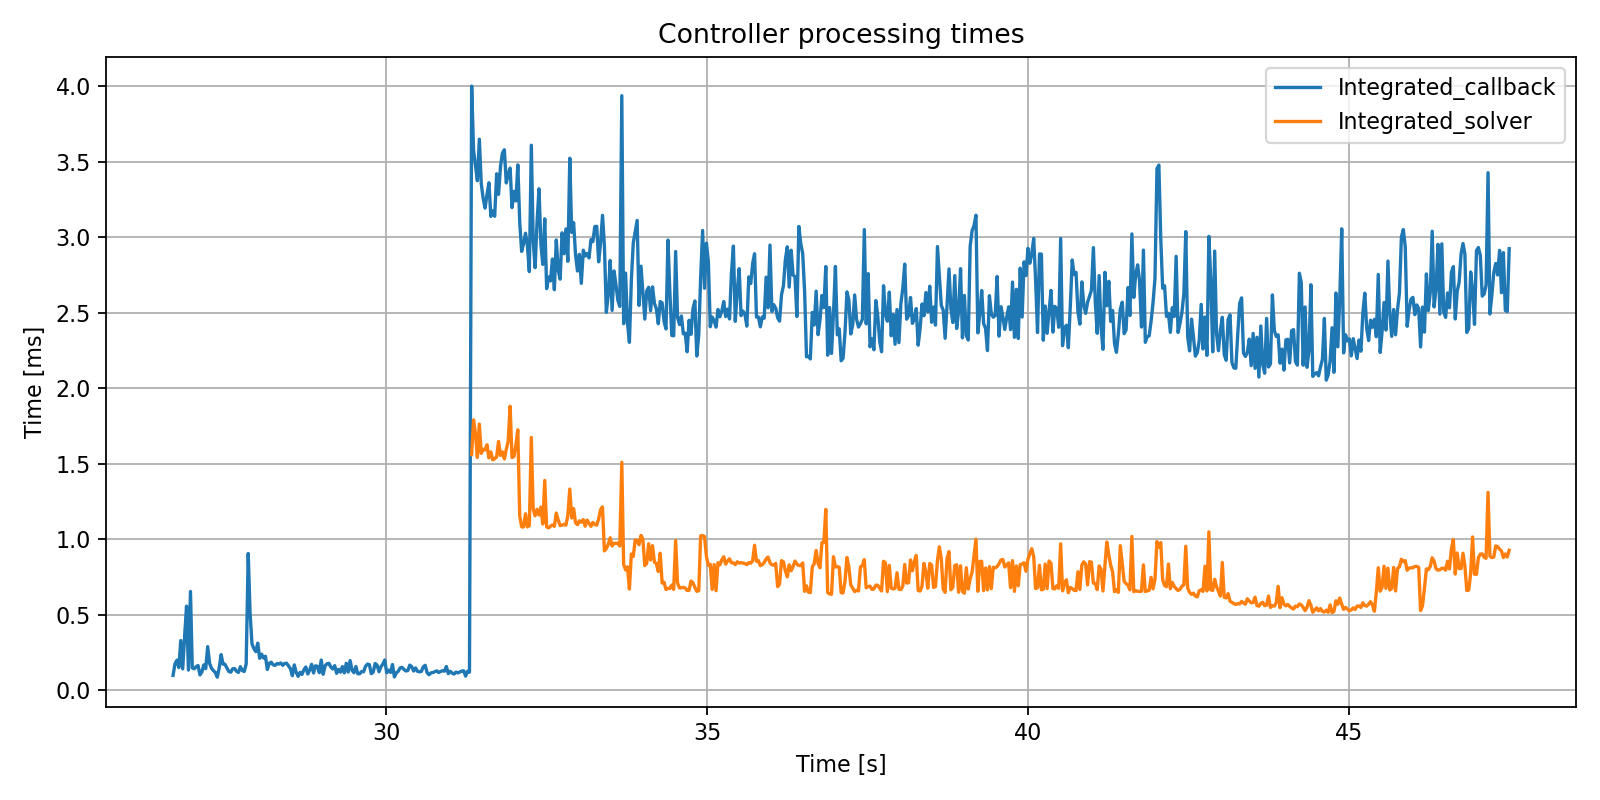 Controller processing times
Integrated_callback
Integrated_solver
4.0
3.5
3.0
2.5
2.0
1.5
1.0
0.5
0.0
Time [ms]
30
35
40
45
Time [s]